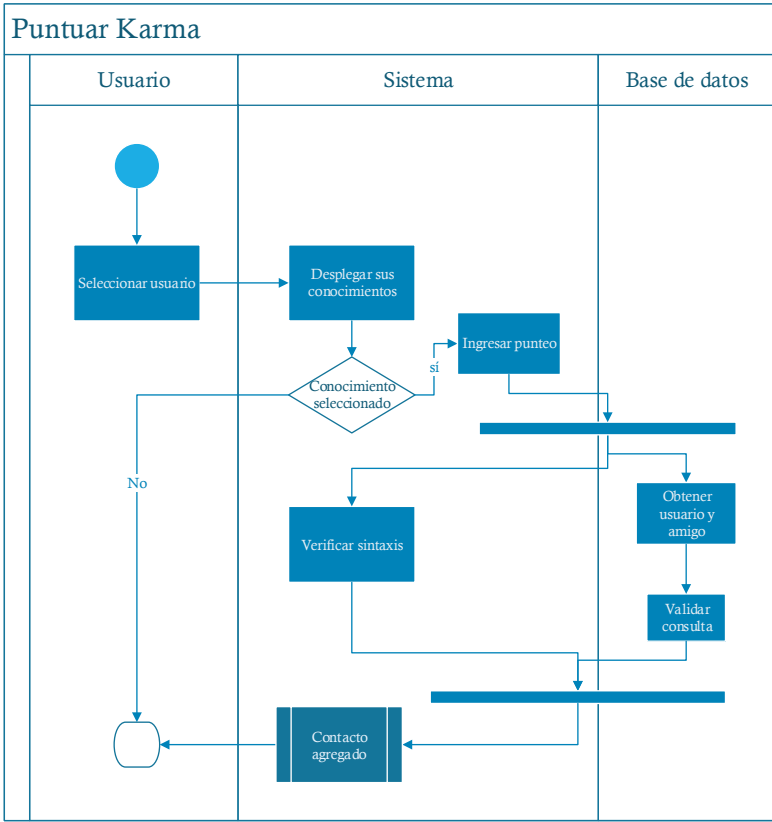 Puntuar Karma
Usuario
Sistema
Base de datos
Seleccionar usuario
Desplegar sus
conocimientos
Ingresar punteo
sí
Conocimiento
seleccionado
No
Obtener
usuario y
amigo
Verificar sintaxis
Validar
consulta
Contacto
agregado